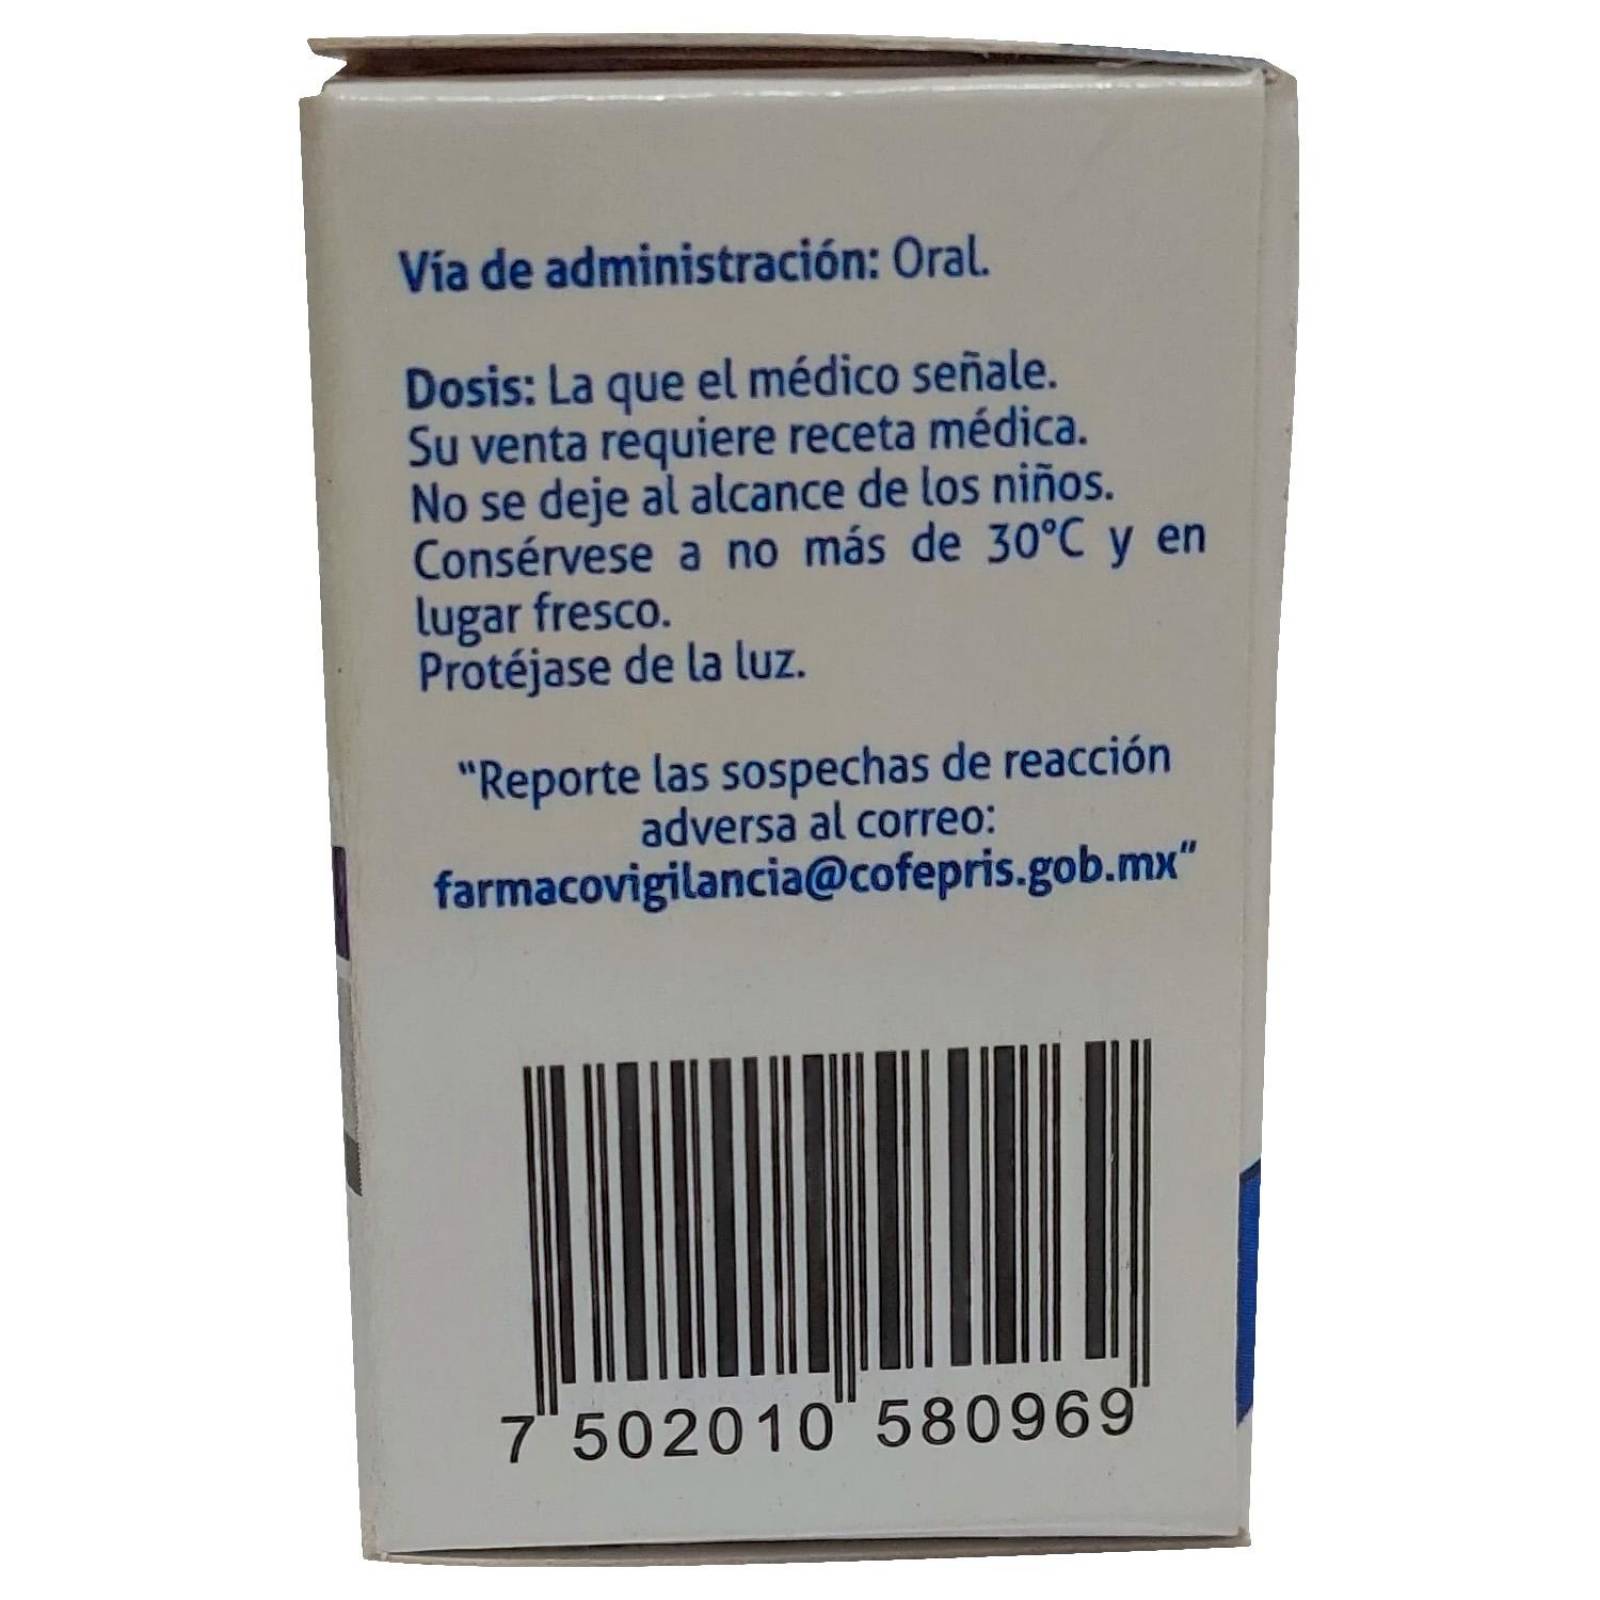 Vía de administración: Oral.
Dosis: La que el médico señale.
Su venta requiere receta médica.
No se deje al alcance de los niños.
Consérvese a no más de 30°C y en
lugar fresco.
Protéjase de la luz.
"Reporte las sospechas de reacción
adversa al correo:
farmacovigilancia@cofepris.gob.mx"
7 502010 580969